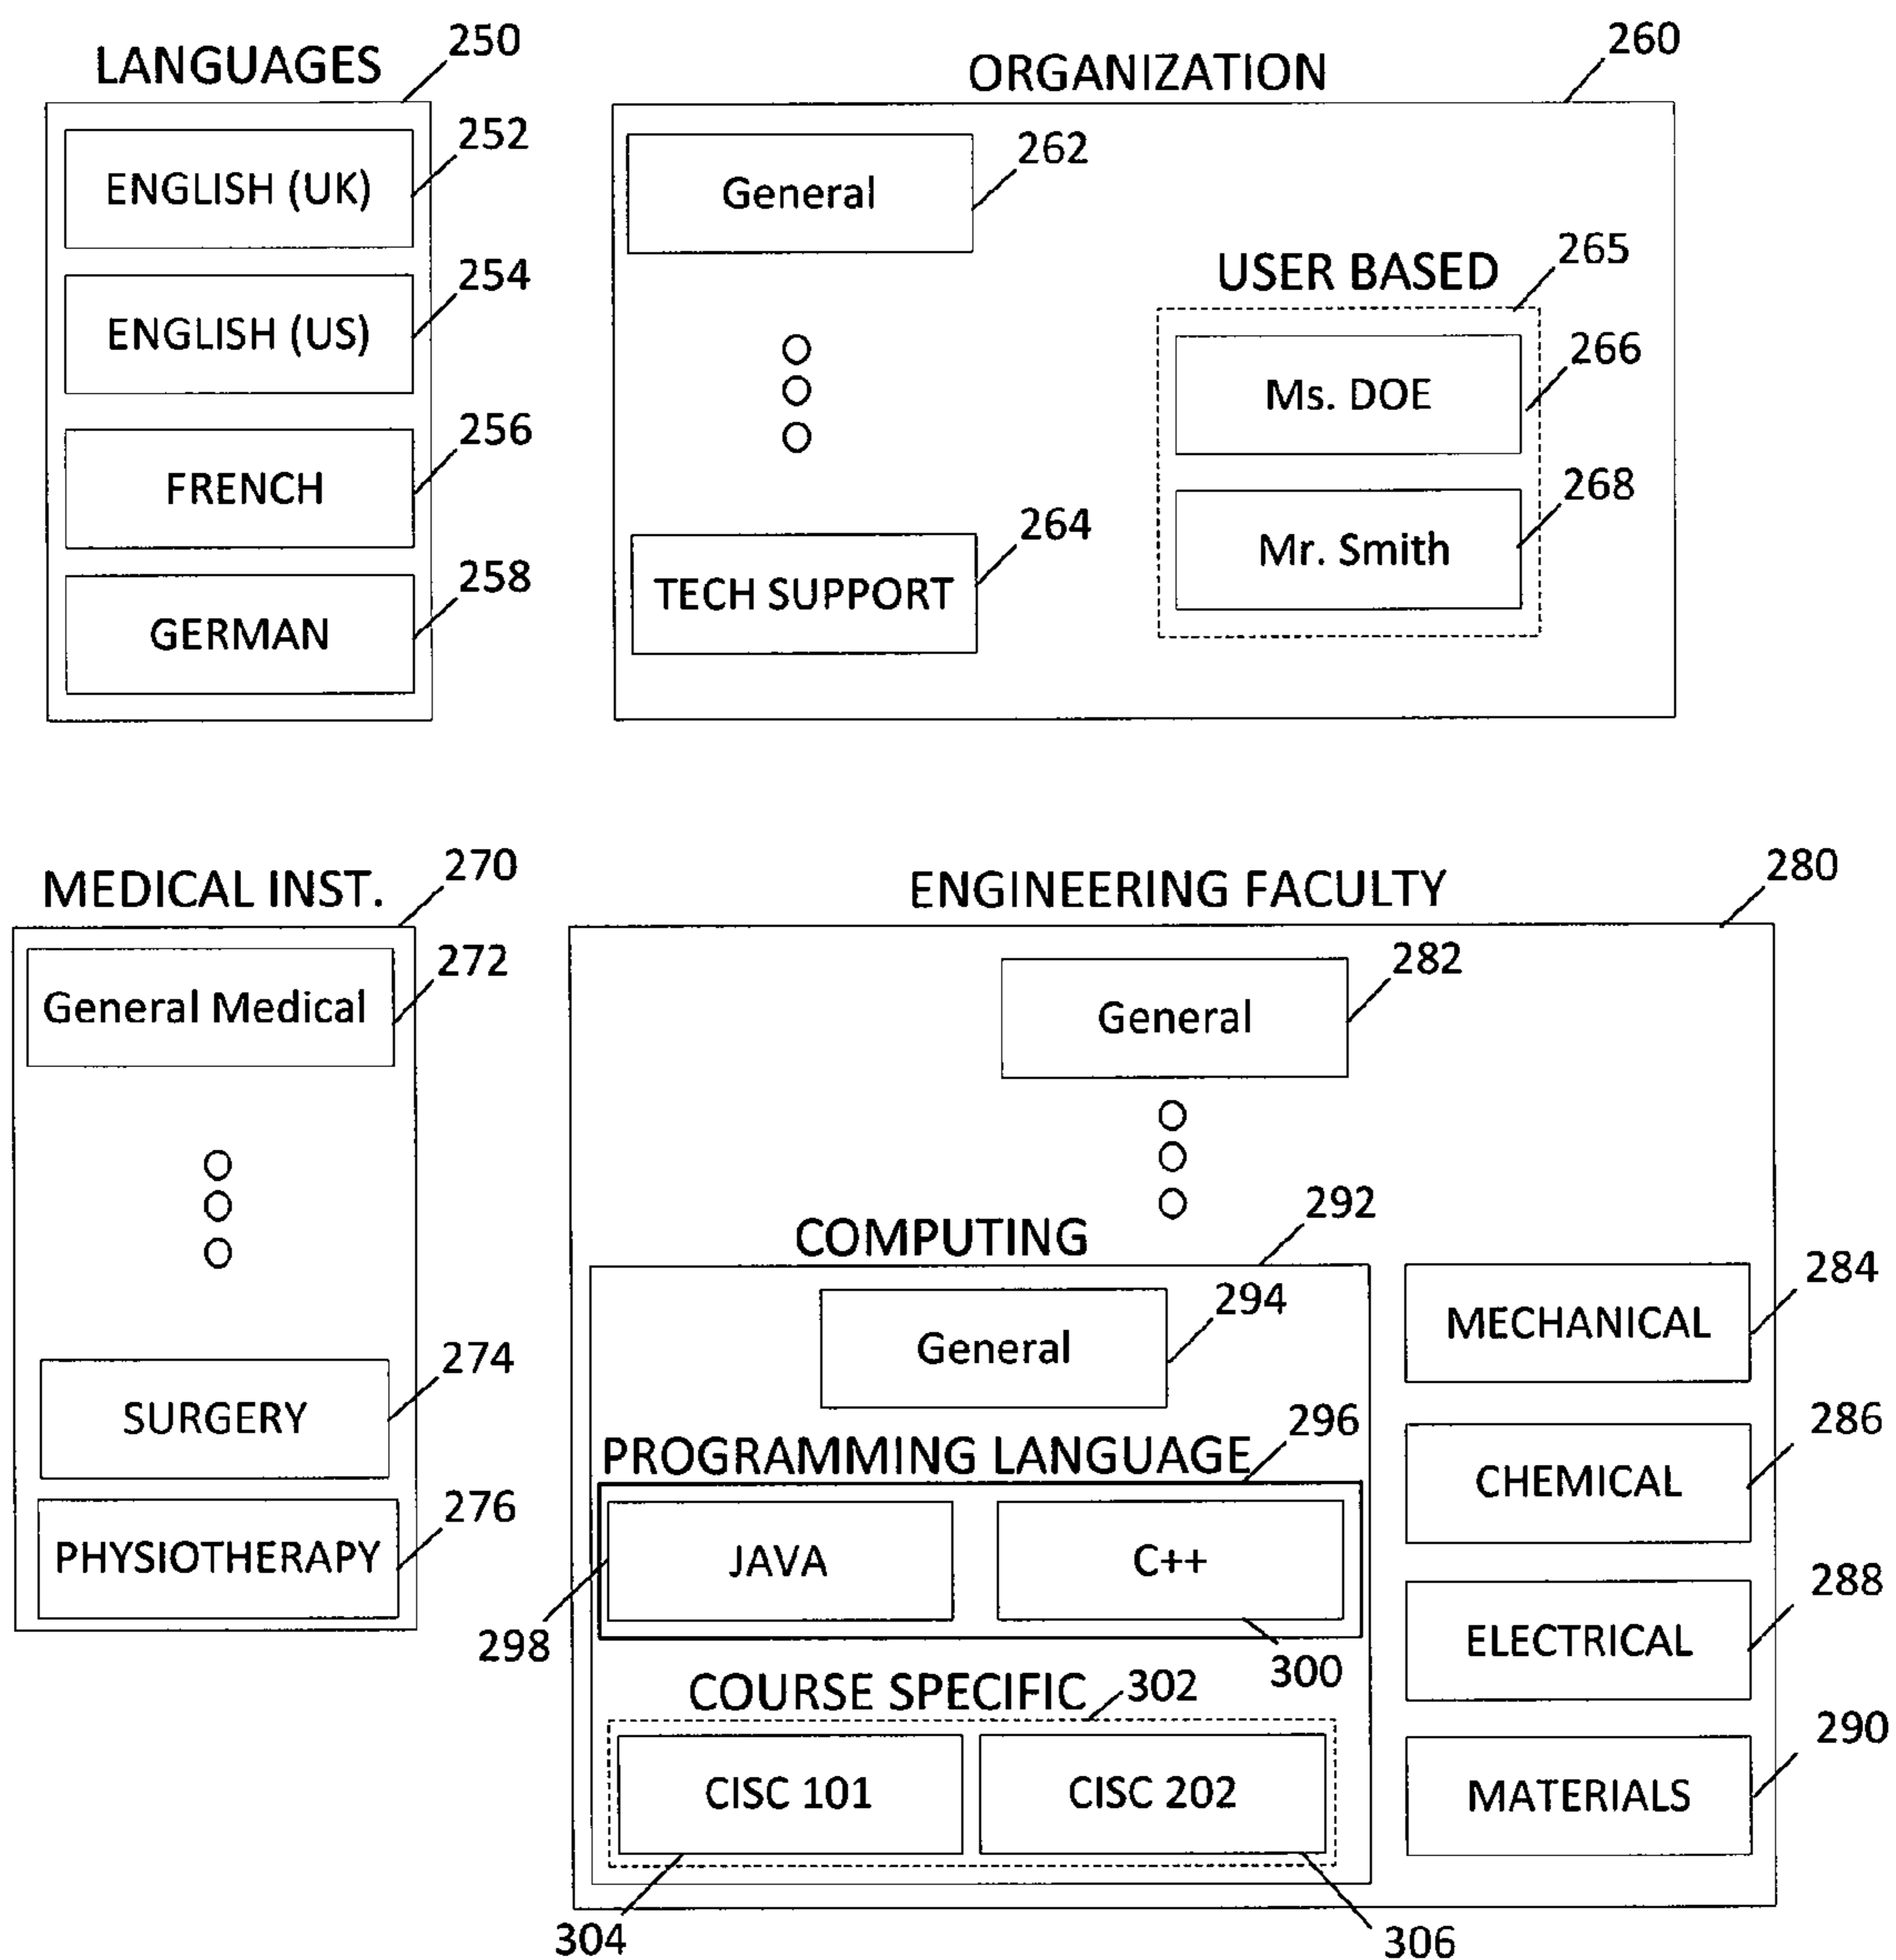 LANGUAGES
250
ENGLISH (UK)
252
ENGLISH (US)
254
FRENCH
256
GERMAN
258
ORGANIZATION
260
General
262
TECH SUPPORT
264
USER BASED
265
Ms. DOE
266
Mr. Smith
268
MEDICAL INST.
270
General Medical
272
SURGERY
274
PHYSIOTHERAPY
276
ENGINEERING FACULTY
280
General
282
COMPUTING
292
General
294
PROGRAMMING LANGUAGE
296
JAVA
298
C++
300
COURSE SPECIFIC
302
CISC 101
304
CISC 202
306
MECHANICAL
284
CHEMICAL
286
ELECTRICAL
288
MATERIALS
290